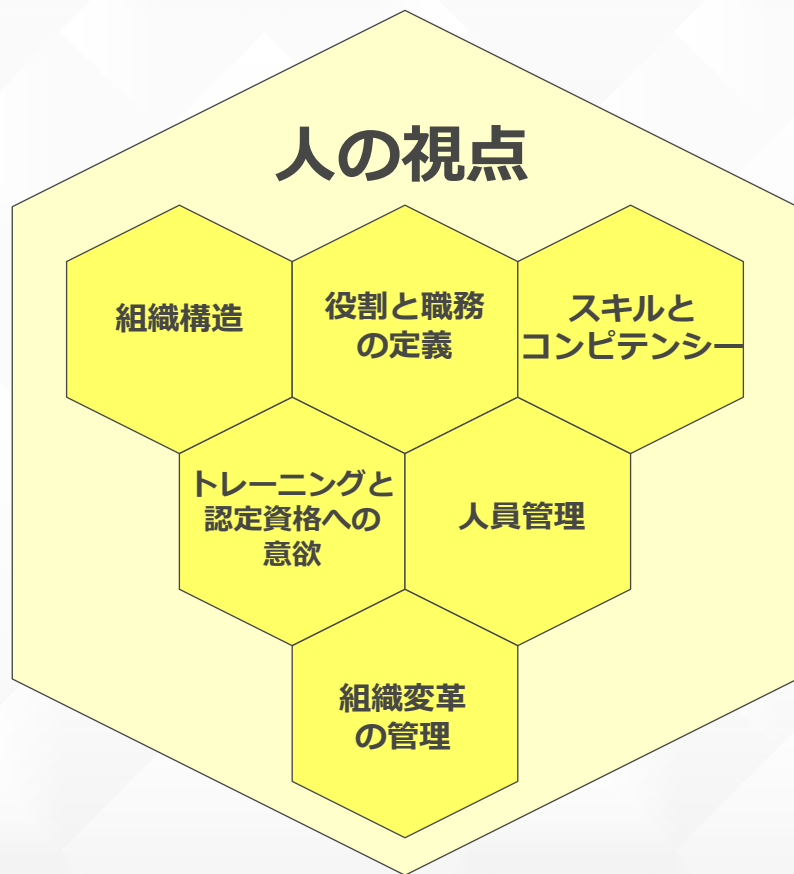 人の視点
組織構造
役割と職務
の定義
スキルと
コンピテンシー
トレーニングと
認定資格への
意欲
人員管理
組織変革
の管理